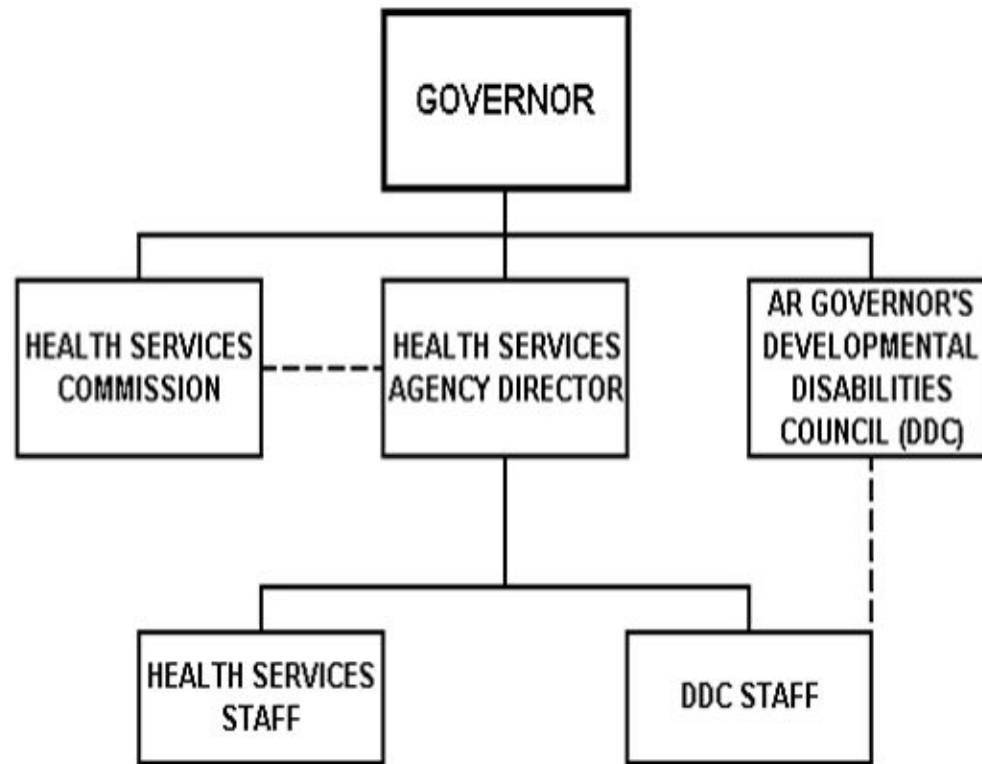 GOVERNOR
HEALTH SERVICES
COMMISSION
HEALTH SERVICES
AGENCY DIRECTOR
AR GOVERNOR'S
DEVELOPMENTAL
DISABILITIES
COUNCIL (DDC)
HEALTH SERVICES
STAFF
DDC STAFF